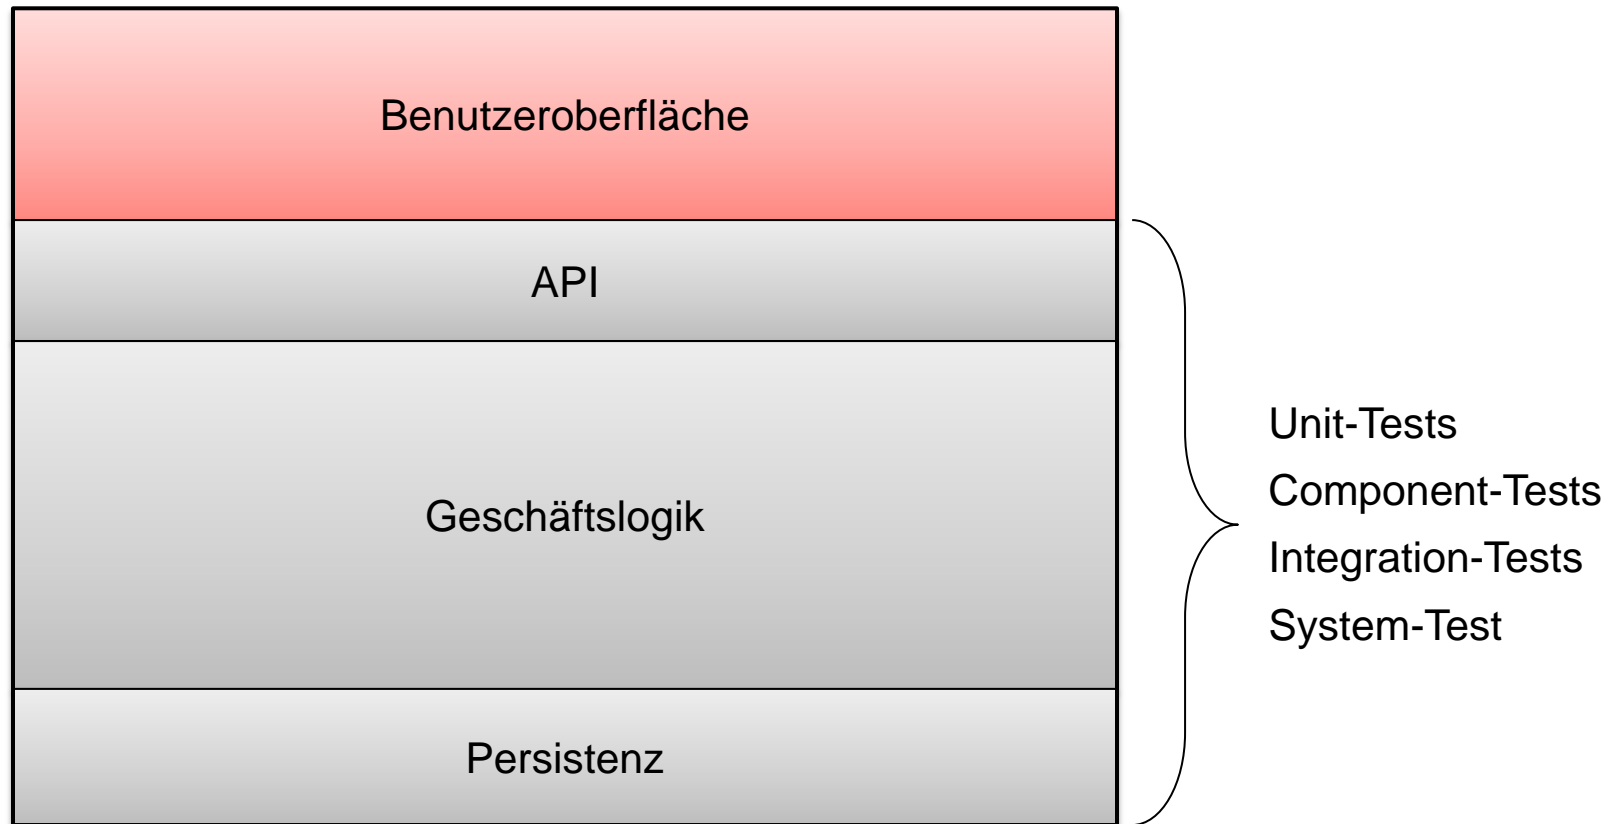 Benutzeroberfläche
API
Geschäftslogik
Persistenz
Unit-Tests
Component-Tests
Integration-Tests
System-Test